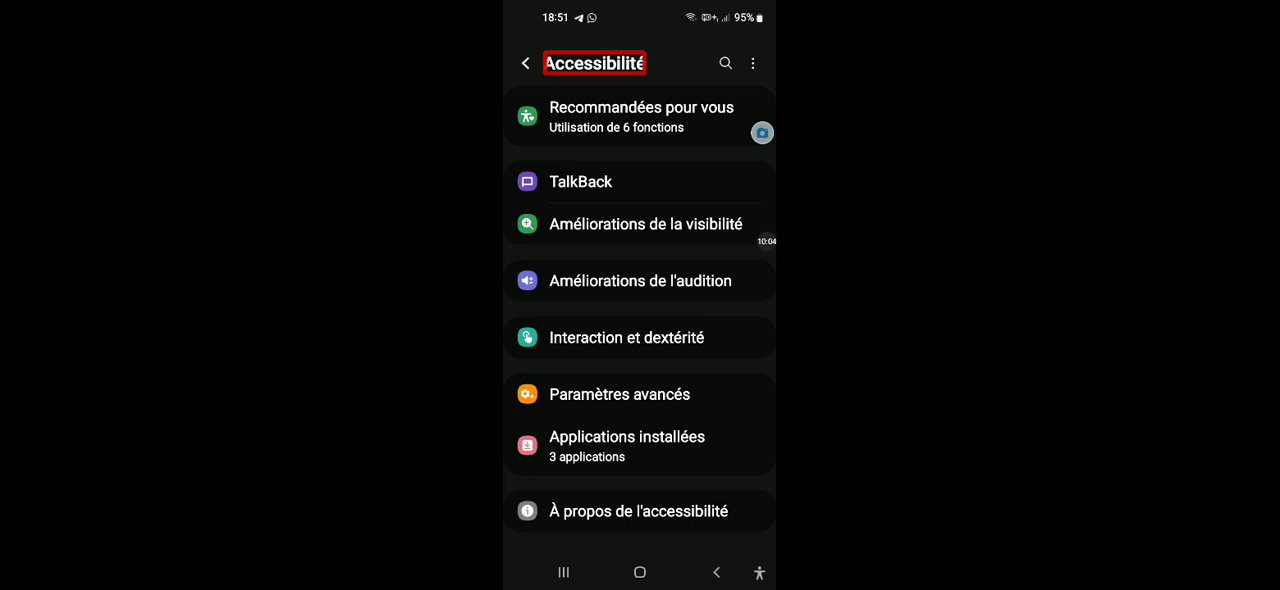 18:51 95%
Accessibilité
Recommandées pour vous
Utilisation de 6 fonctions
TalkBack
Améliorations de la visibilité
10:04
Améliorations de l'audition
Interaction et dextérité
Paramètres avancés
Applications installées
3 applications
À propos de l'accessibilité